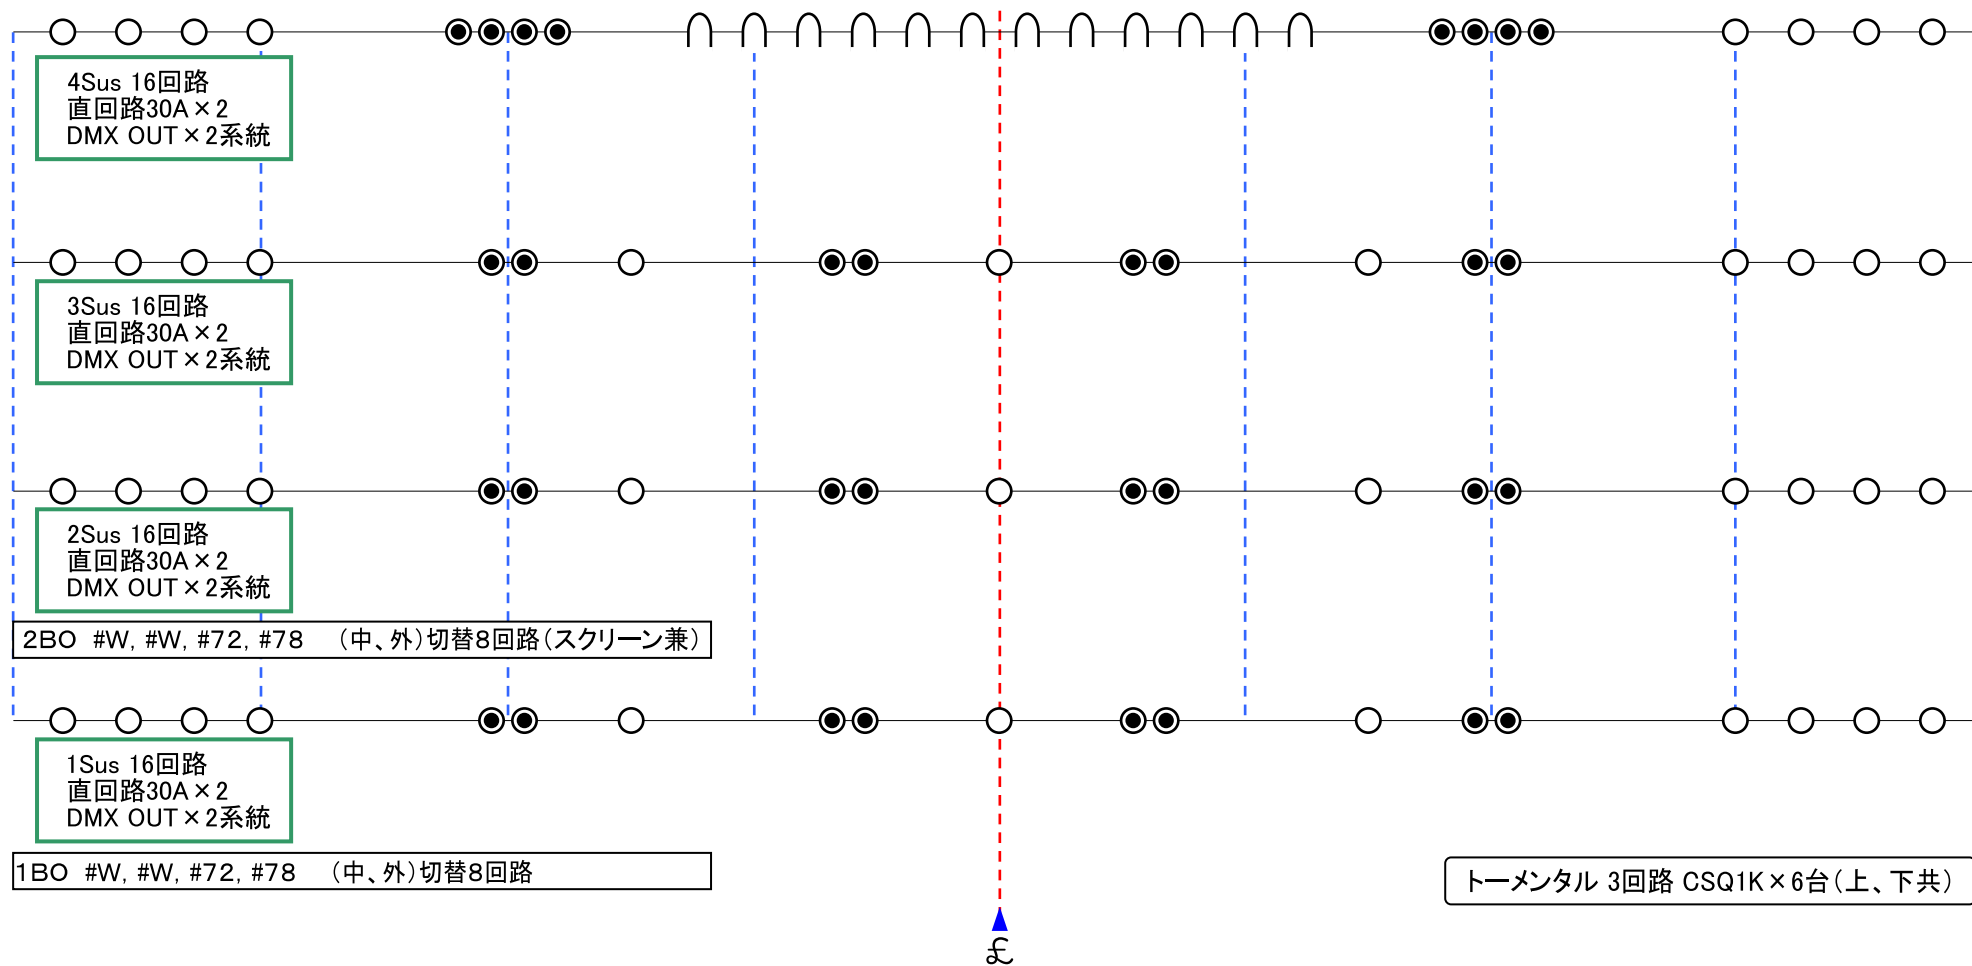 4Sus 16回路
直回路30A×2
DMX OUT×2系統
3Sus 16回路
直回路30A×2
DMX OUT×2系統
2Sus 16回路
直回路30A×2
DMX OUT×2系統
2BO #W, #W, #72, #78 (中、外)切替8回路(スクリーン兼)
1Sus 16回路
直回路30A×2
DMX OUT×2系統
1BO #W, #W, #72, #78 (中、外)切替8回路
トーメンタル 3回路 CSQ1K×6台(上、下共)
£